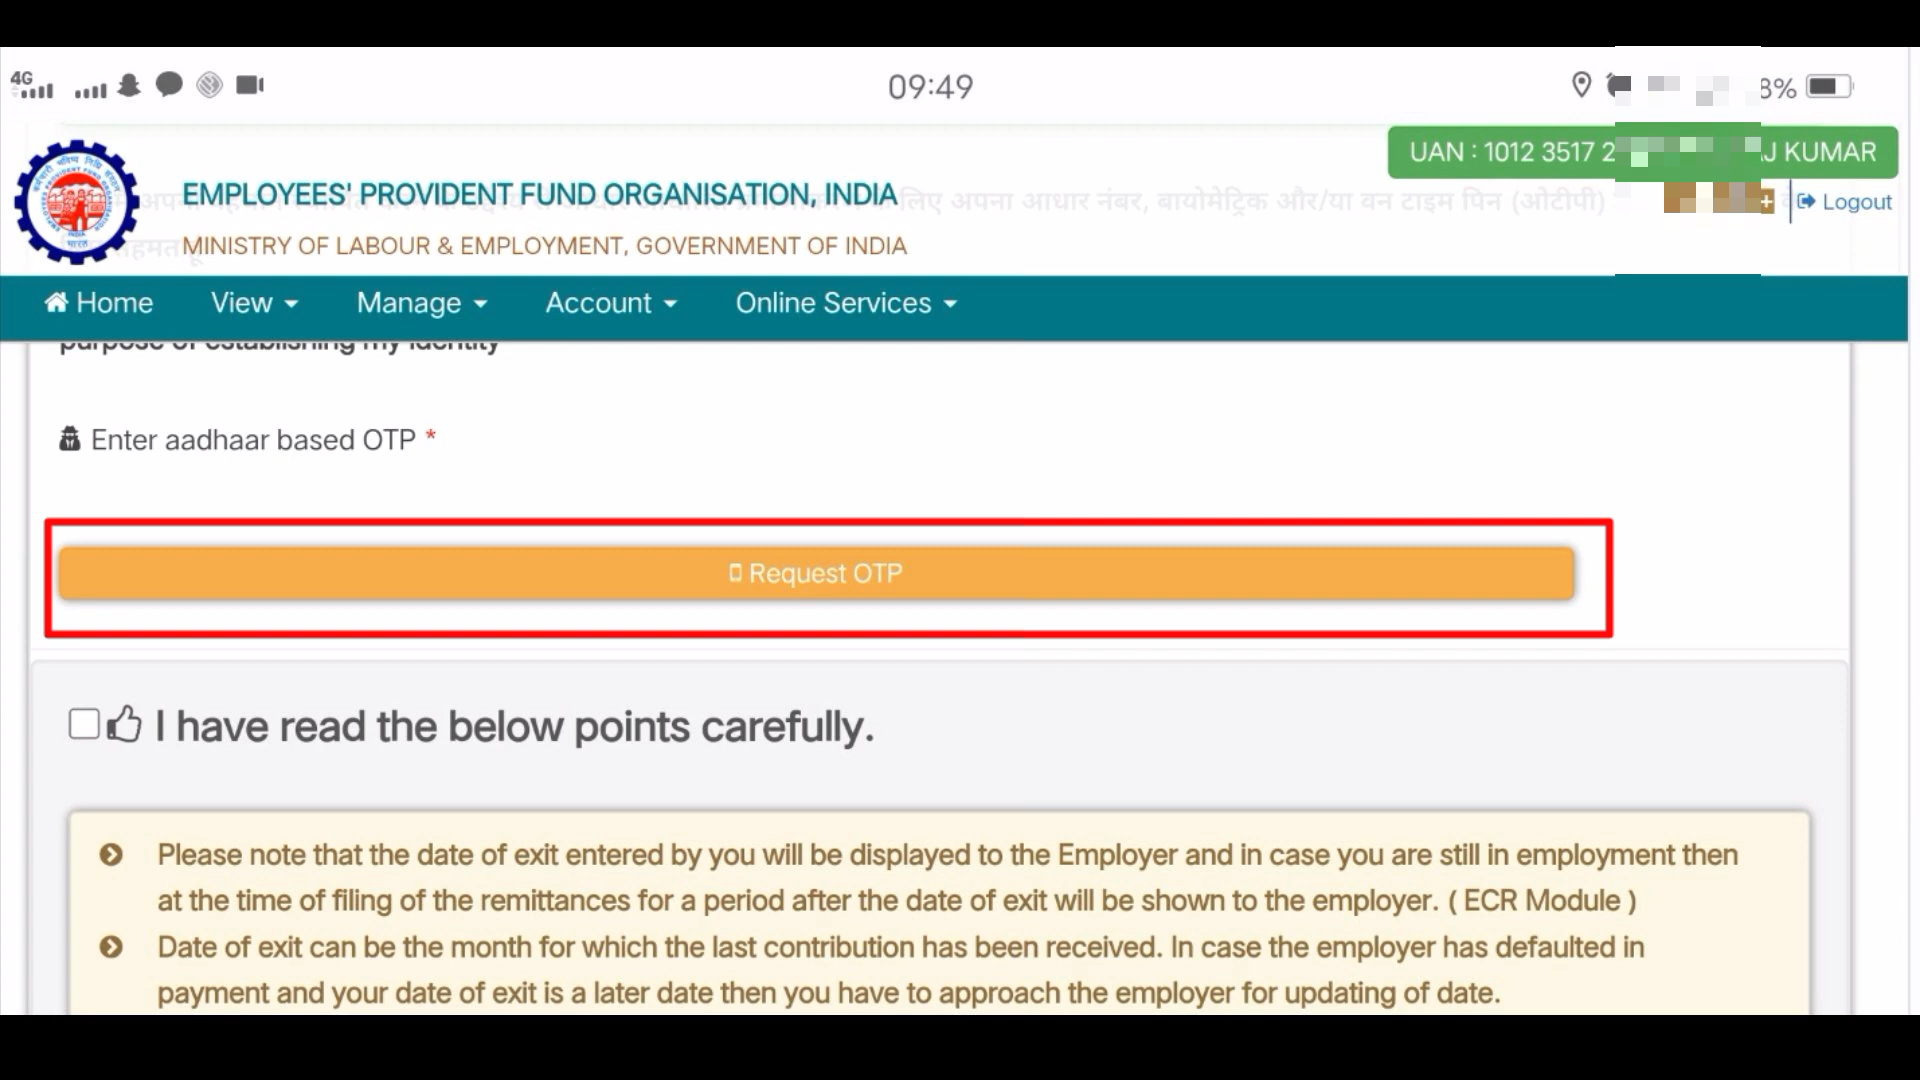 4G
09:49
8%
UAN : 1012 3517 2
KUMAR
EMPLOYEES' PROVIDENT FUND ORGANISATION, INDIA
लिए अपना आधार नंबर, बायोमेट्रिक और/या वन टाइम पिन (ओटीपी)
Logout
MINISTRY OF LABOUR & EMPLOYMENT, GOVERNMENT OF INDIA
Home View Manage Account Online Services
purpose of establishing my identity
Enter aadhaar based OTP *
Request OTP
I have read the below points carefully.
Please note that the date of exit entered by you will be displayed to the Employer and in case you are still in employment then
at the time of filing of the remittances for a period after the date of exit will be shown to the employer. ( ECR Module )
Date of exit can be the month for which the last contribution has been received. In case the employer has defaulted in
payment and your date of exit is a later date then you have to approach the employer for updating of date.